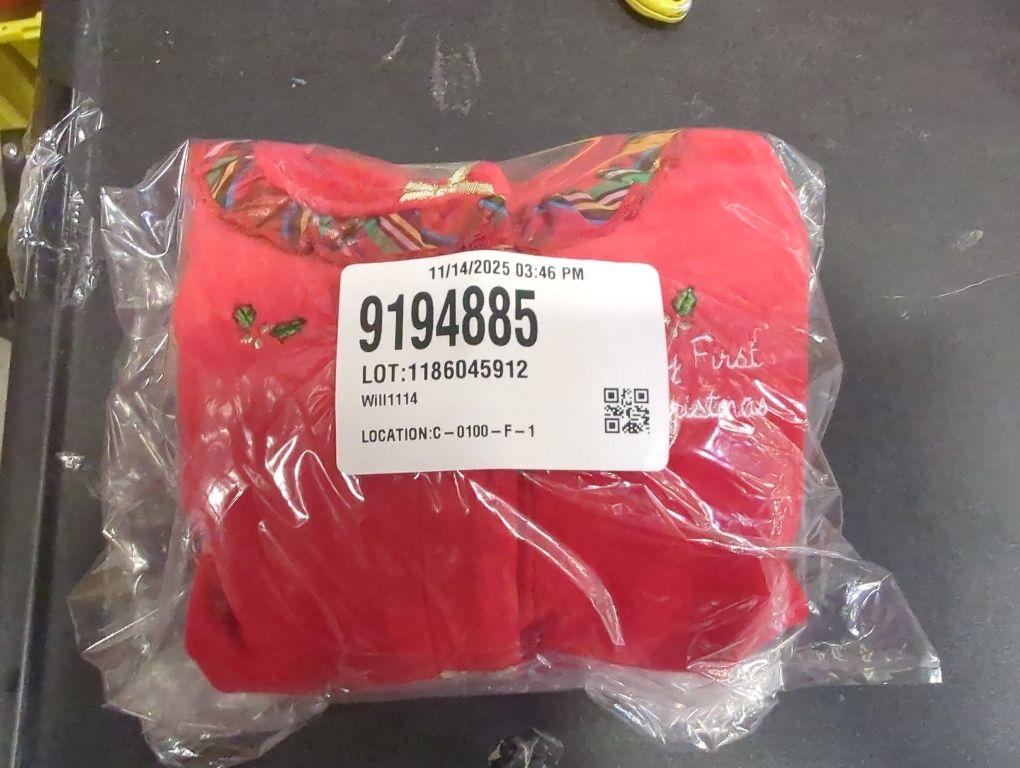 11/14/2025 03:46 PM
9194885
LOT:1186045912
Will1114
LOCATION:C-0100-F-1
First